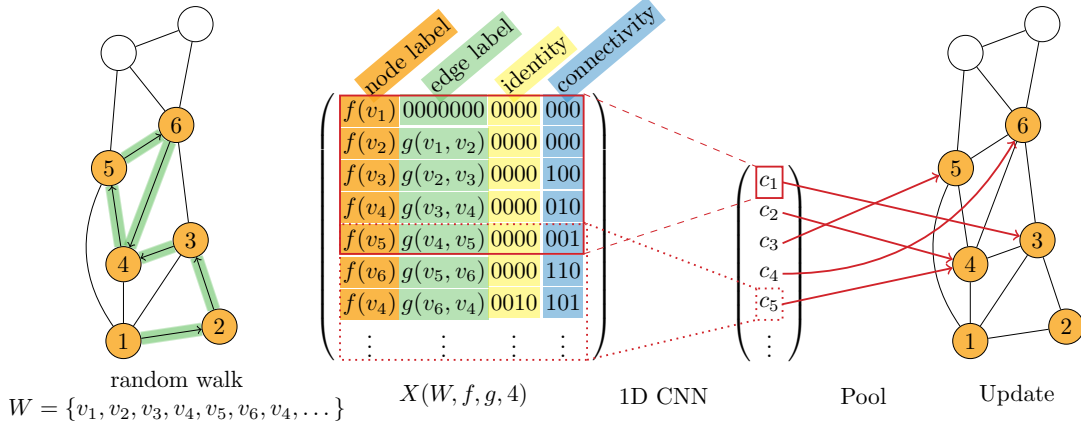 node label edge label identity connectivity
6
5
4
3
1
2
f(v₁) 0000000 0000 000
f(v₂) g(v₁, v₂) 0000 000
f(v₃) g(v₂, v₃) 0000 100
f(v₄) g(v₃, v₄) 0000 010
f(v₅) g(v₄, v₅) 0000 001
f(v₆) g(v₅, v₆) 0000 110
f(v₄) g(v₆, v₄) 0010 101
⋮ ⋮ ⋮ ⋮
c₁
c₂
c₃
c₄
c₅
⋮
6
5
3
4
1
2
random walk
W = {v₁, v₂, v₃, v₄, v₅, v₆, v₄, . . . }
X(W, f, g, 4)
1D CNN
Pool
Update